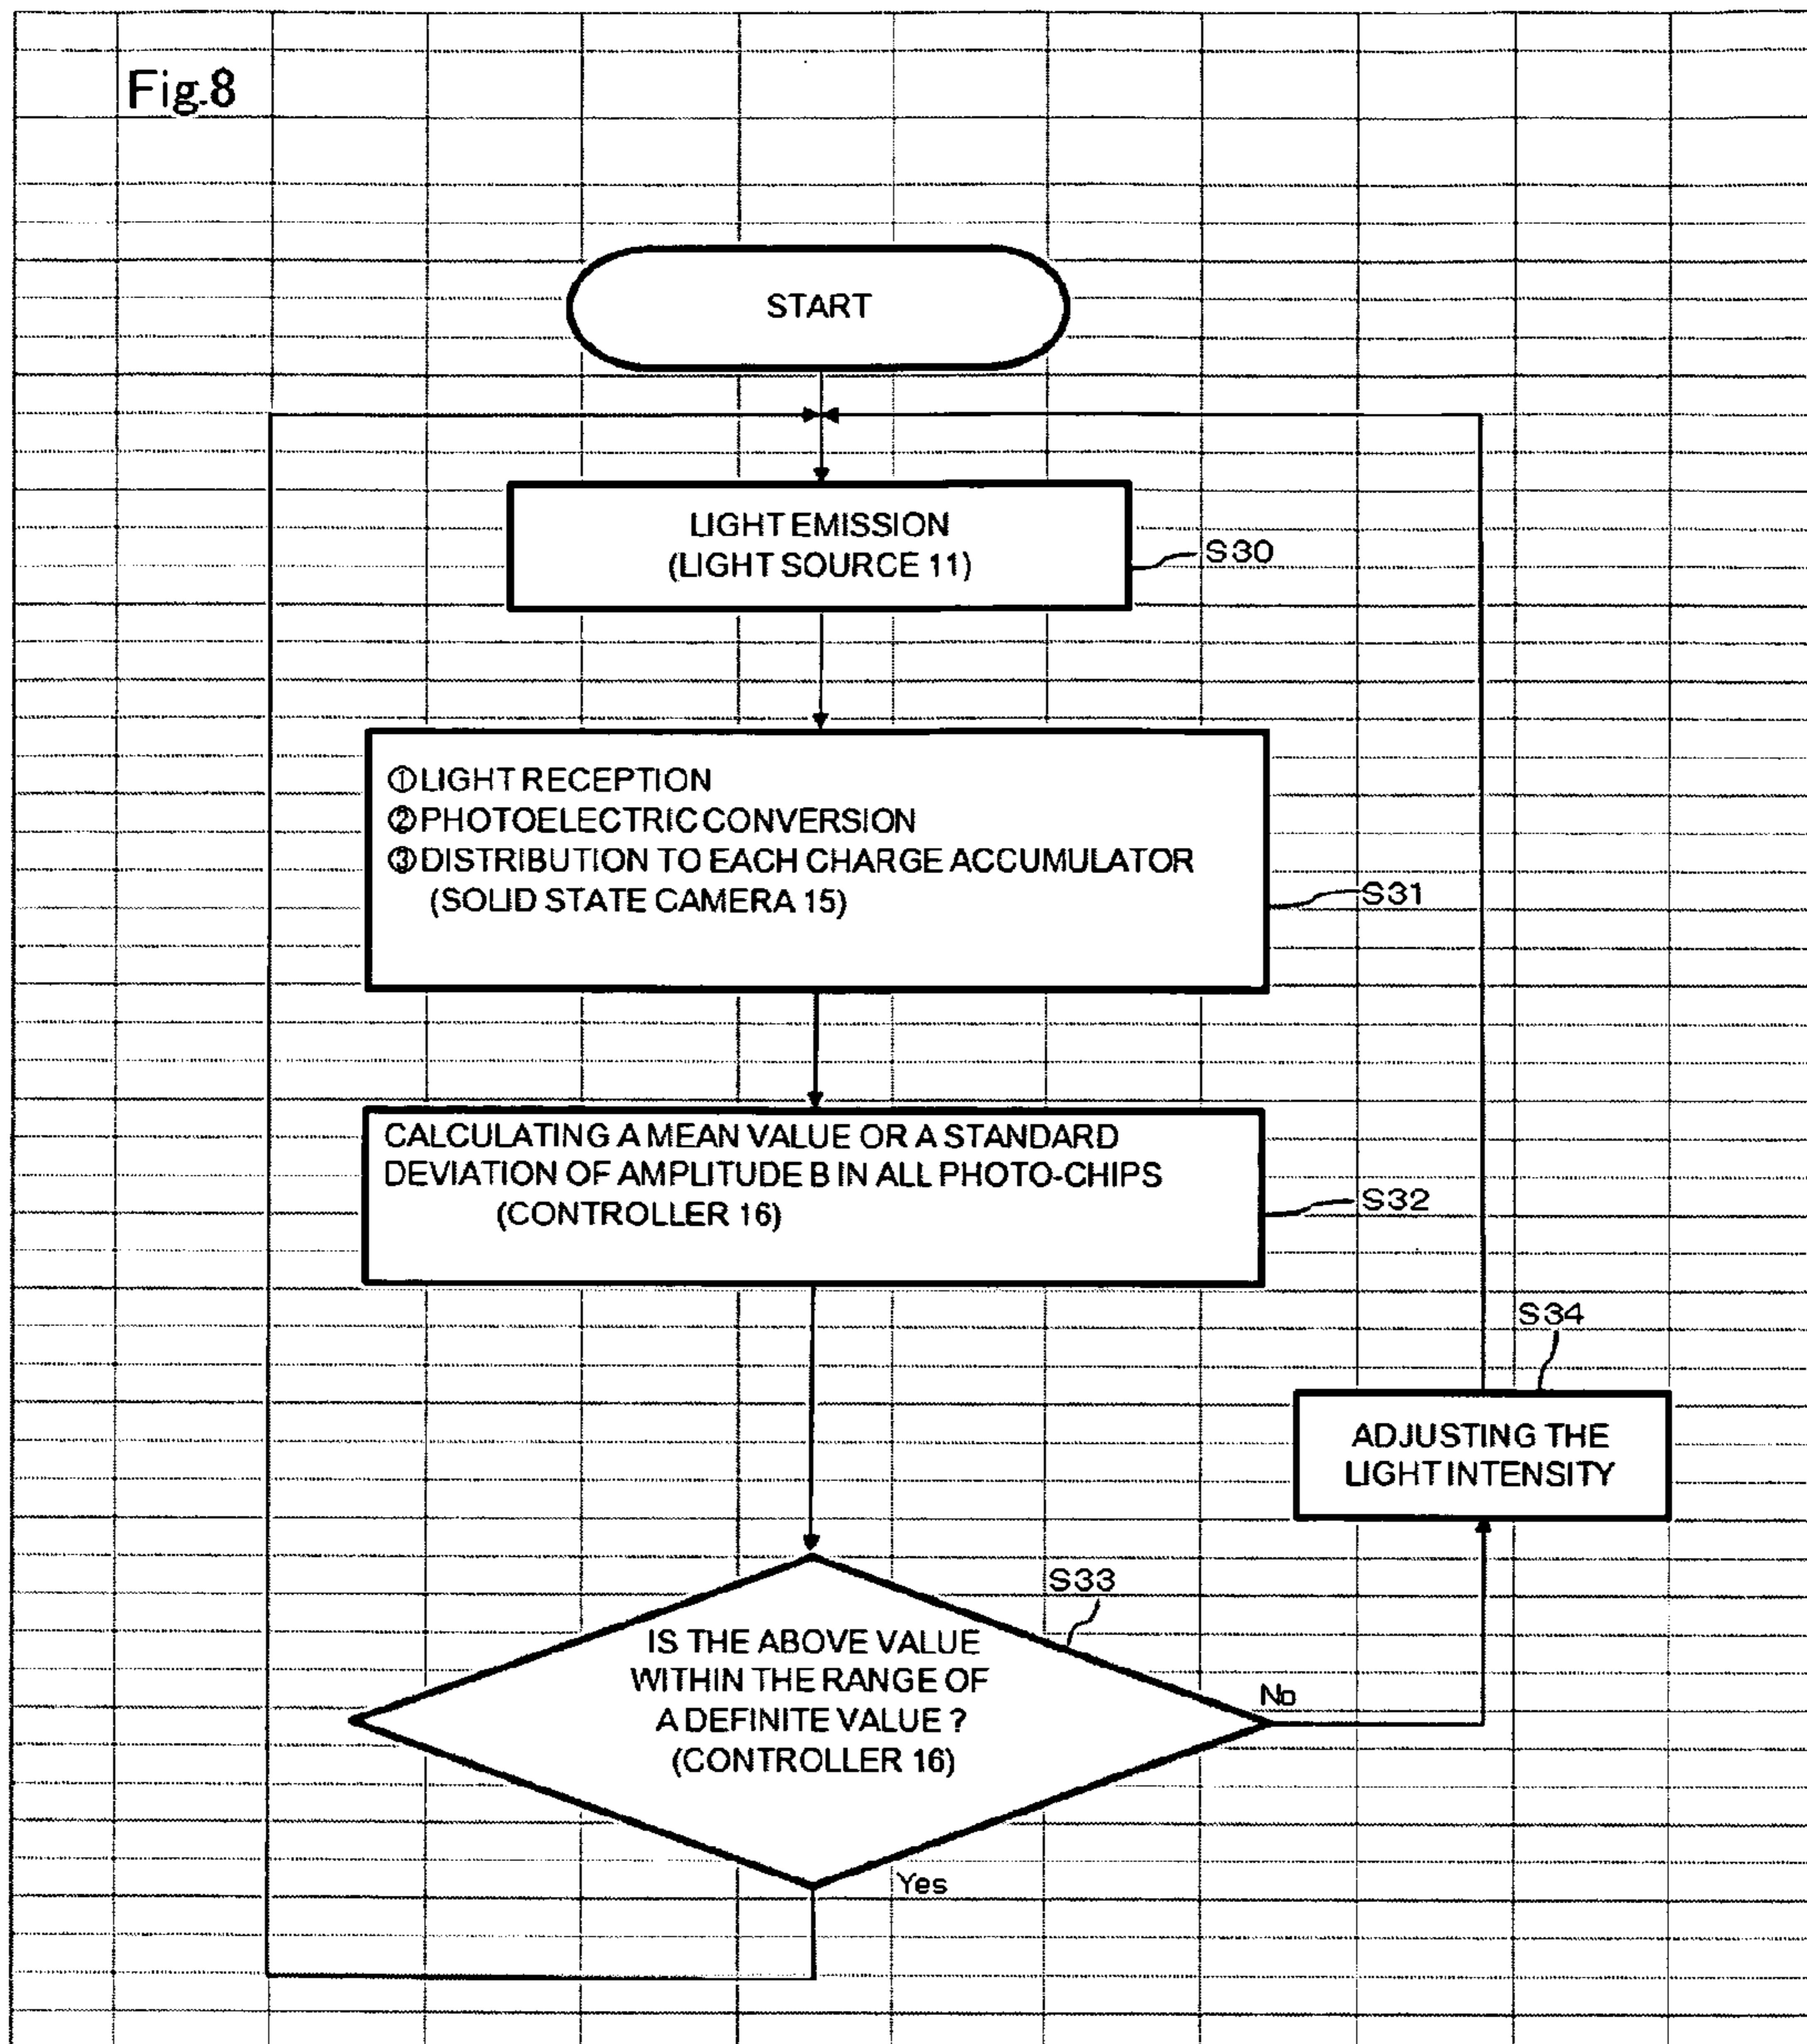 Fig.8
START
LIGHT EMISSION
(LIGHT SOURCE 11)
S30
①LIGHT RECEPTION
②PHOTOELECTRIC CONVERSION
③DISTRIBUTION TO EACH CHARGE ACCUMULATOR
(SOLID STATE CAMERA 15)
S31
CALCULATING A MEAN VALUE OR A STANDARD
DEVIATION OF AMPLITUDE B IN ALL PHOTO-CHIPS
(CONTROLLER 16)
S32
S34
ADJUSTING THE
LIGHT INTENSITY
S33
IS THE ABOVE VALUE
WITHIN THE RANGE OF
A DEFINITE VALUE ?
(CONTROLLER 16)
No
Yes